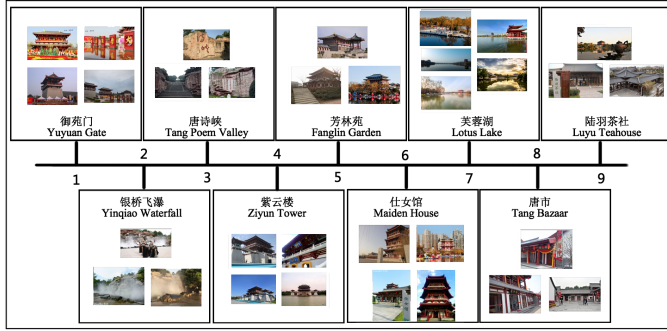 御苑门
Yuyuan Gate
唐诗峡
Tang Poem Valley
芳林苑
Fanglin Garden
芙蓉湖
Lotus Lake
陆羽茶社
Luyu Teahouse
1
2
3
4
5
6
7
8
9
银桥飞瀑
Yinqiao Waterfall
紫云楼
Ziyun Tower
仕女馆
Maiden House
唐市
Tang Bazaar